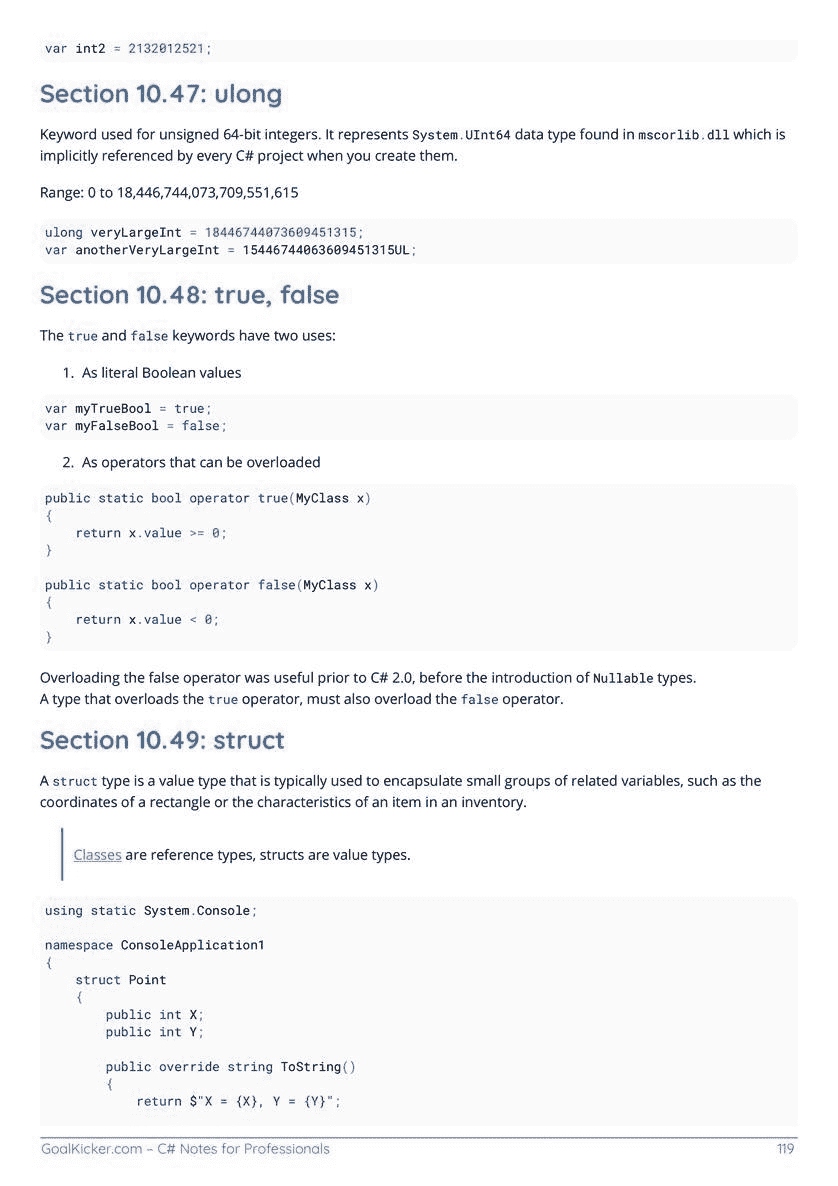 var int2 = 2132012521;
Section 10.47: ulong
Keyword used for unsigned 64-bit integers. It represents System.UInt64 data type found in mscorlib.dll which is
implicitly referenced by every C# project when you create them.
Range: 0 to 18,446,744,073,709,551,615
ulong veryLargeInt = 18446744073609451315;
var anotherVeryLargeInt = 15446744063609451315UL;
Section 10.48: true, false
The true and false keywords have two uses:
1. As literal Boolean values
var myTrueBool = true;
var myFalseBool = false;
2. As operators that can be overloaded
public static bool operator true(MyClass x)
{
    return x.value >= 0;
}
public static bool operator false(MyClass x)
{
    return x.value < 0;
}
Overloading the false operator was useful prior to C# 2.0, before the introduction of Nullable types.
A type that overloads the true operator, must also overload the false operator.
Section 10.49: struct
A struct type is a value type that is typically used to encapsulate small groups of related variables, such as the
coordinates of a rectangle or the characteristics of an item in an inventory.
Classes are reference types, structs are value types.
using static System.Console;
namespace ConsoleApplication1
{
    struct Point
    {
        public int X;
        public int Y;
        public override string ToString()
        {
            return $"X = {X}, Y = {Y}";
GoalKicker.com – C# Notes for Professionals 119